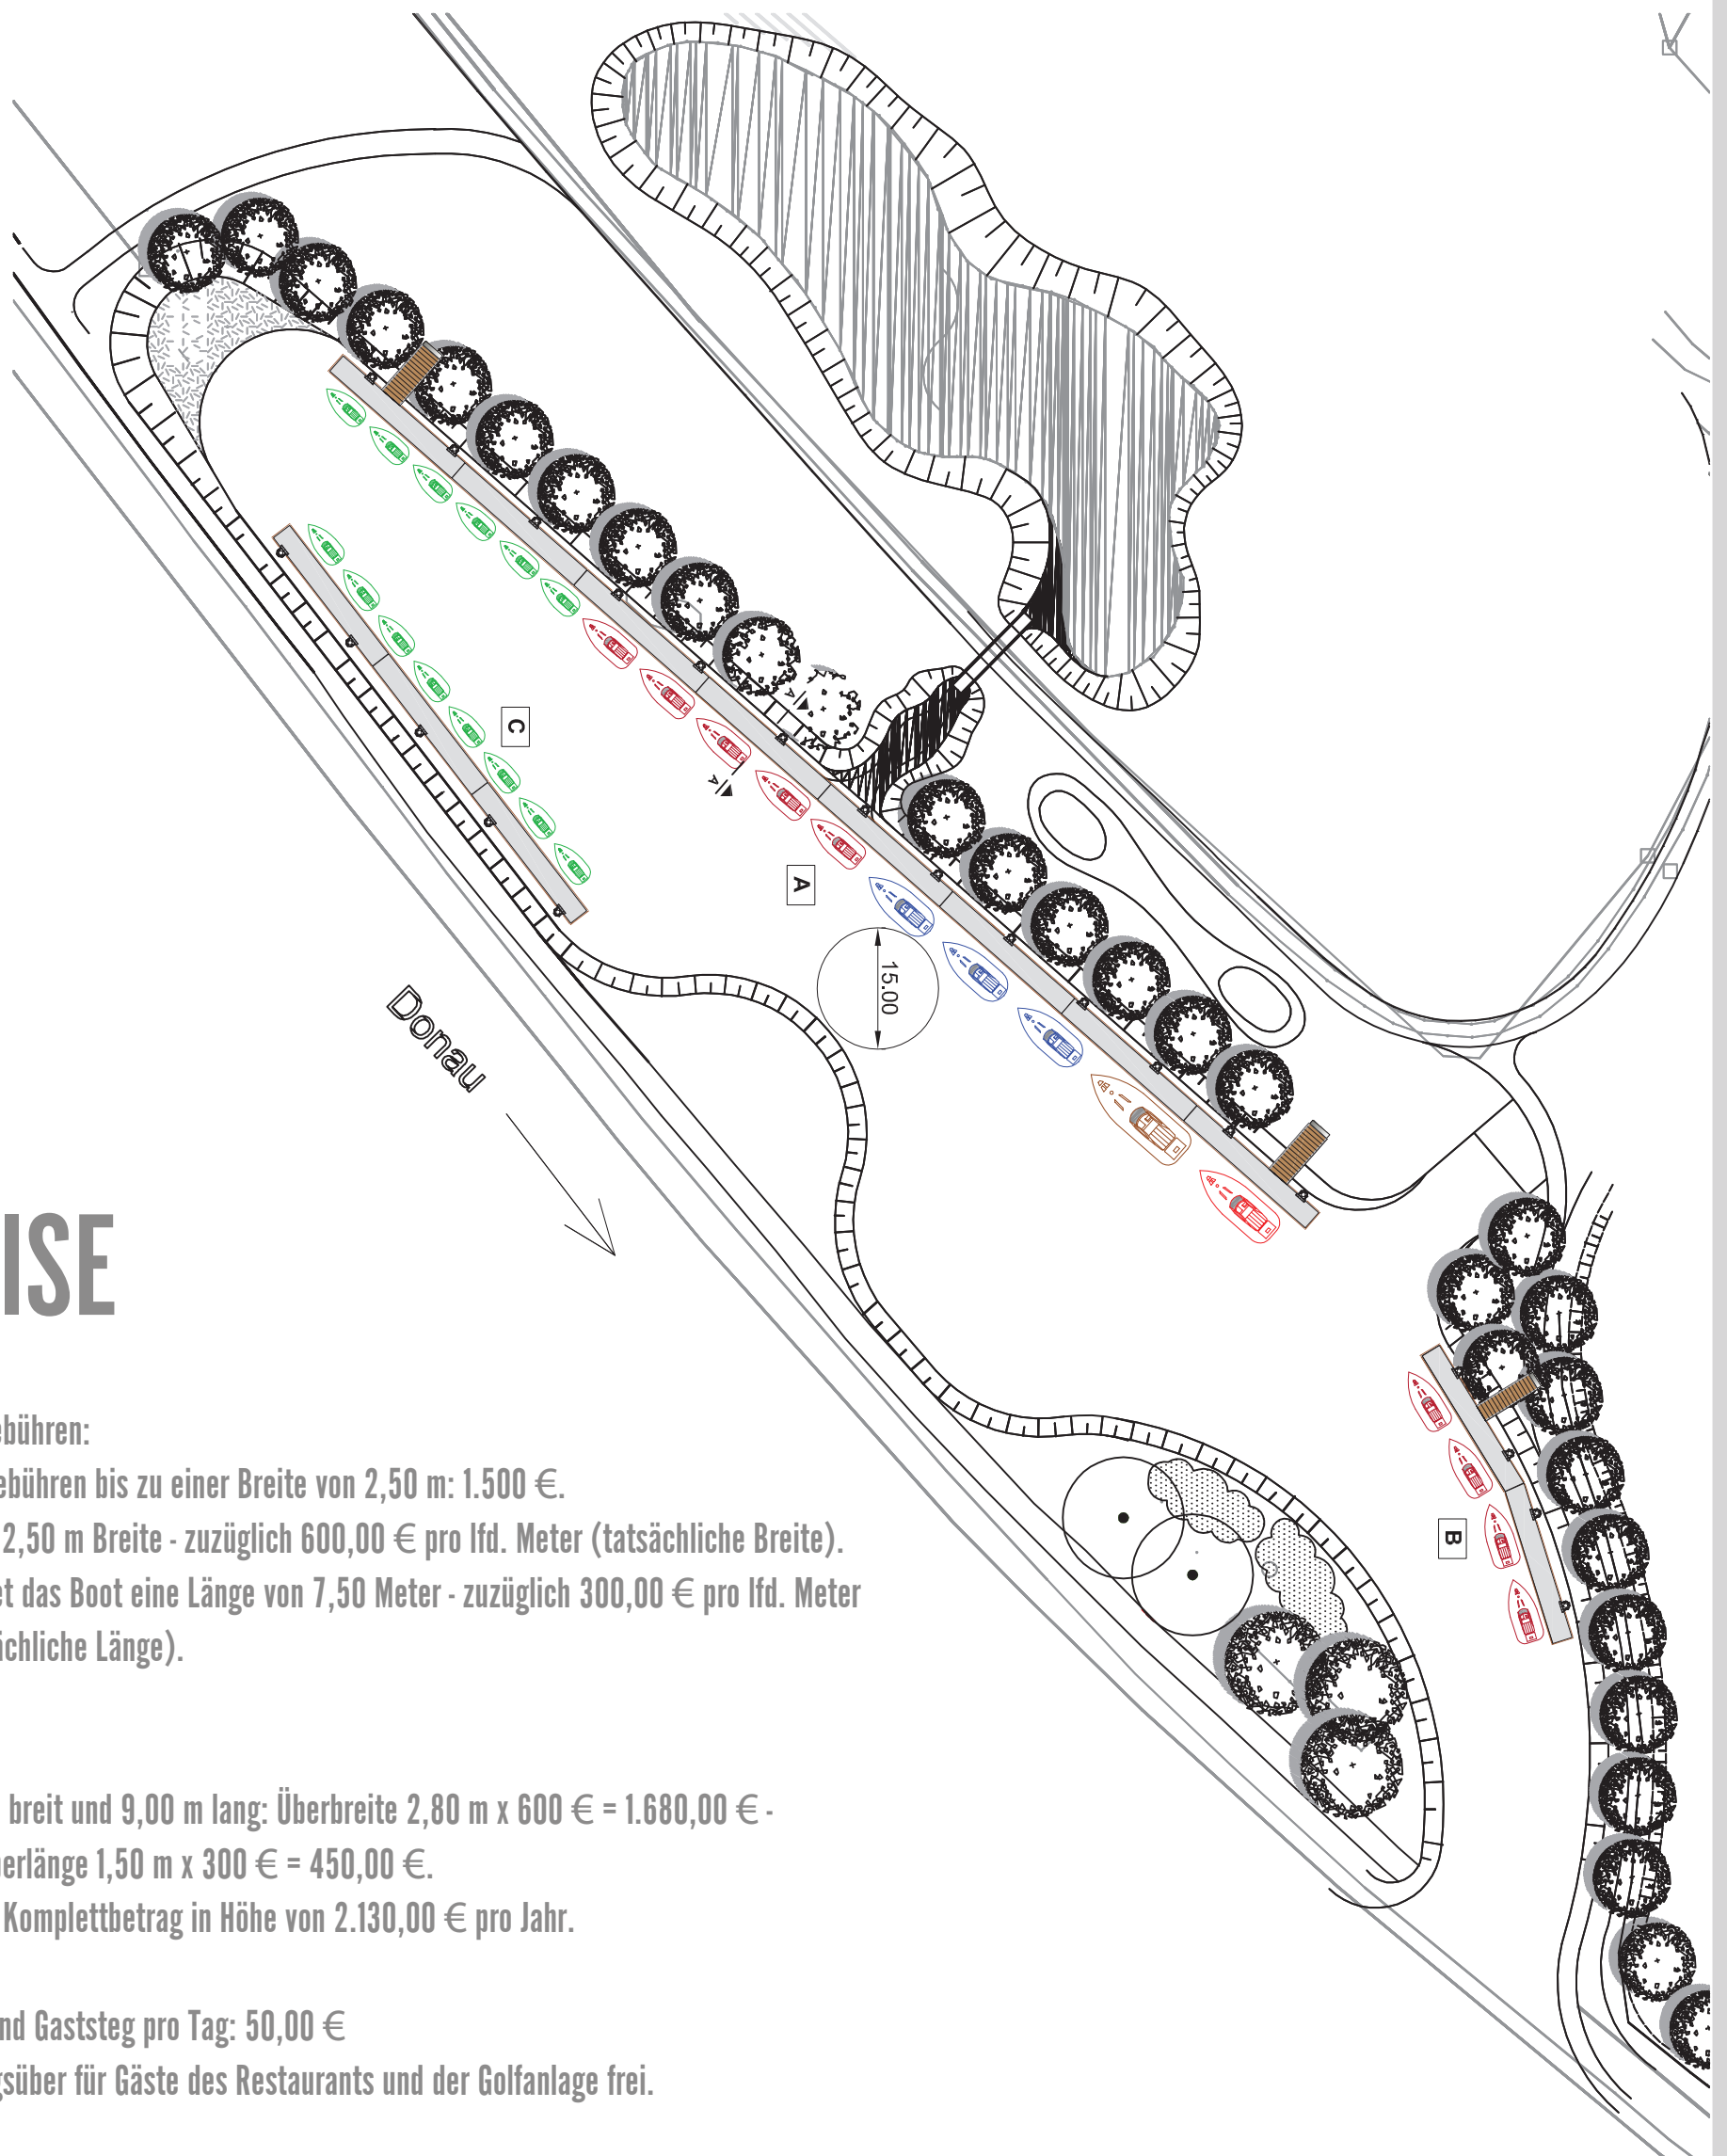 C
A
15.00
Donau
B
A
A
ISE
ebühren:
ebühren bis zu einer Breite von 2,50 m: 1.500 €.
2,50 m Breite - zuzüglich 600,00 € pro lfd. Meter (tatsächliche Breite).
et das Boot eine Länge von 7,50 Meter - zuzüglich 300,00 € pro lfd. Meter
ächliche Länge).
breit und 9,00 m lang: Überbreite 2,80 m x 600 € = 1.680,00 € -
erlänge 1,50 m x 300 € = 450,00 €.
Komplettbetrag in Höhe von 2.130,00 € pro Jahr.
nd Gaststeg pro Tag: 50,00 €
gsüber für Gäste des Restaurants und der Golfanlage frei.